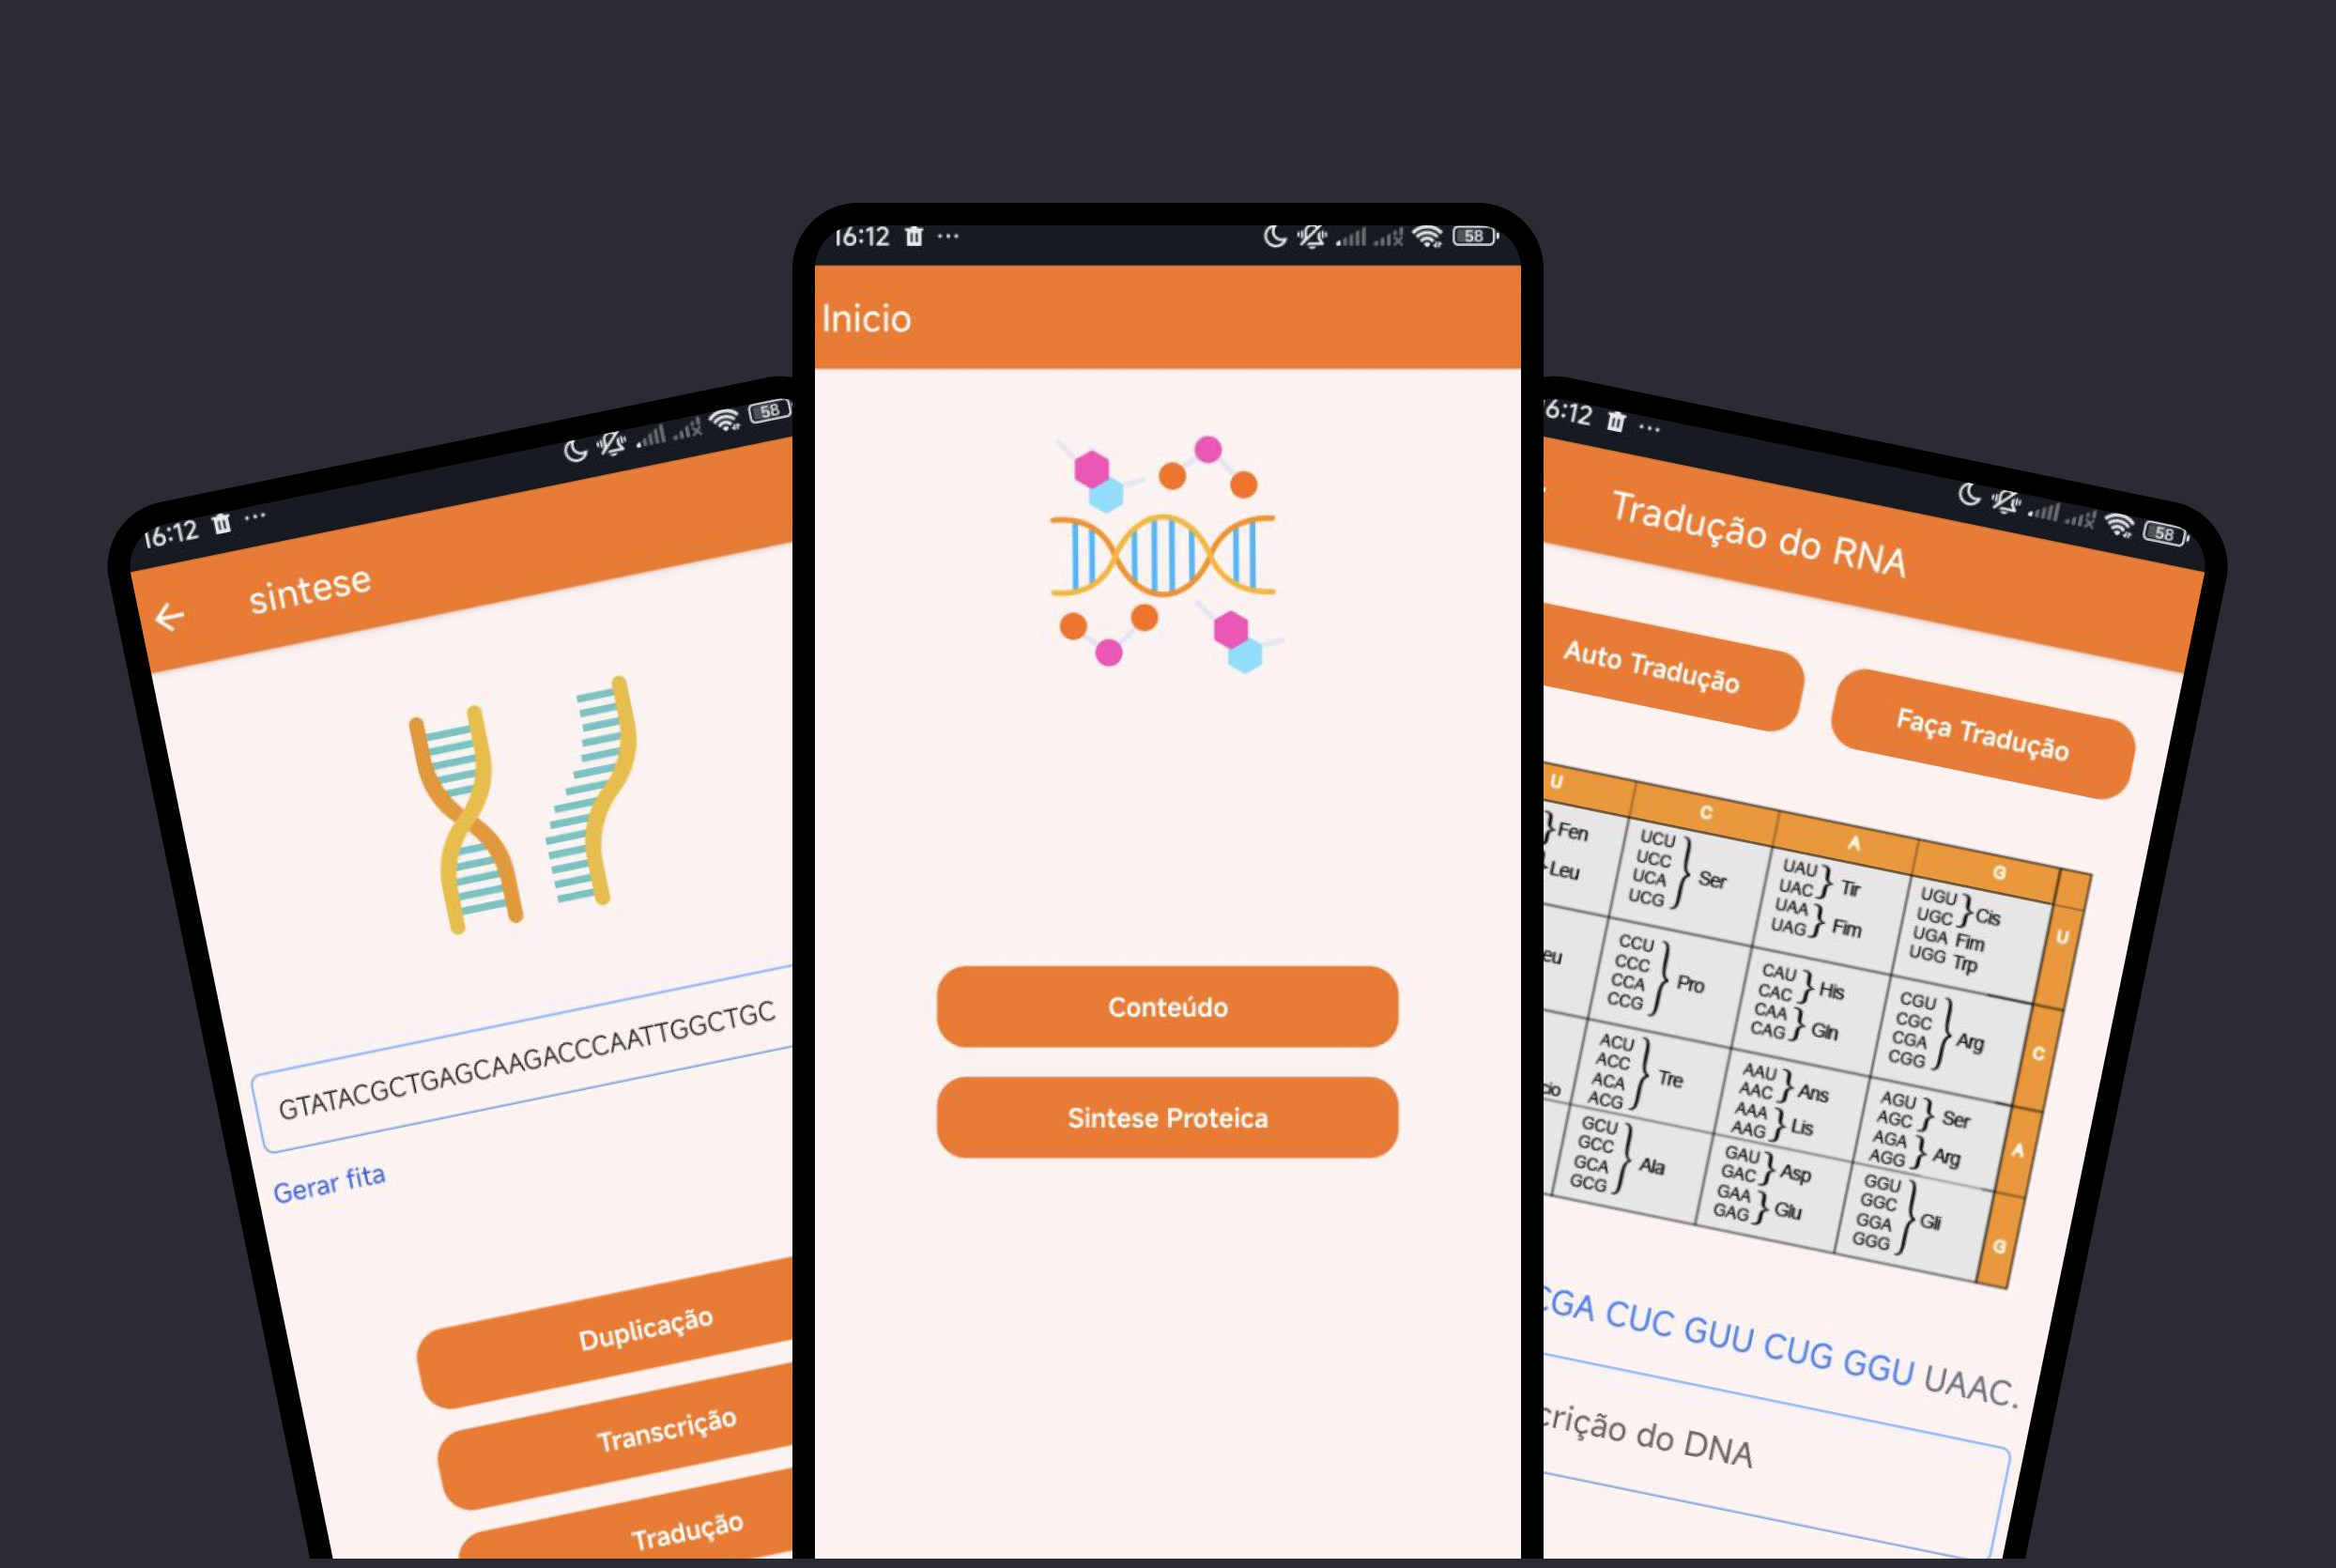 16:12
58
sintese
GTATACGCTGAGCAAGACCCAATTGGCTGC
Gerar fita
Duplicação
Transcrição
Tradução
16:12 ...
58
Inicio
Conteúdo
Sintese Proteica
6:12 ...
58
Tradução do RNA
Auto Tradução
Faça Tradução
U C A G
Fen
Leu
UCU
UCC
UCA
UCG
Ser
UAU
UAC
Tir
UAA
UAG
Fim
UGU
UGC
Cis
UGA Fim
UGG Trp
U
eu
CCU
CCC
CCA
CCG
Pro
CAU
CAC
His
CAA
CAG
Gln
CGU
CGC
CGA
CGG
Arg
C
cio
ACU
ACC
ACA
ACG
Tre
AAU
AAC
Ans
AAA
AAG
Lis
AGU
AGC
Ser
AGA
AGG
Arg
A
GCU
GCC
GCA
GCG
Ala
GAU
GAC
Asp
GAA
GAG
Glu
GGU
GGC
GGA
GGG
Gli
G
CGA CUC GUU CUG GGU UAAC.
crição do DNA